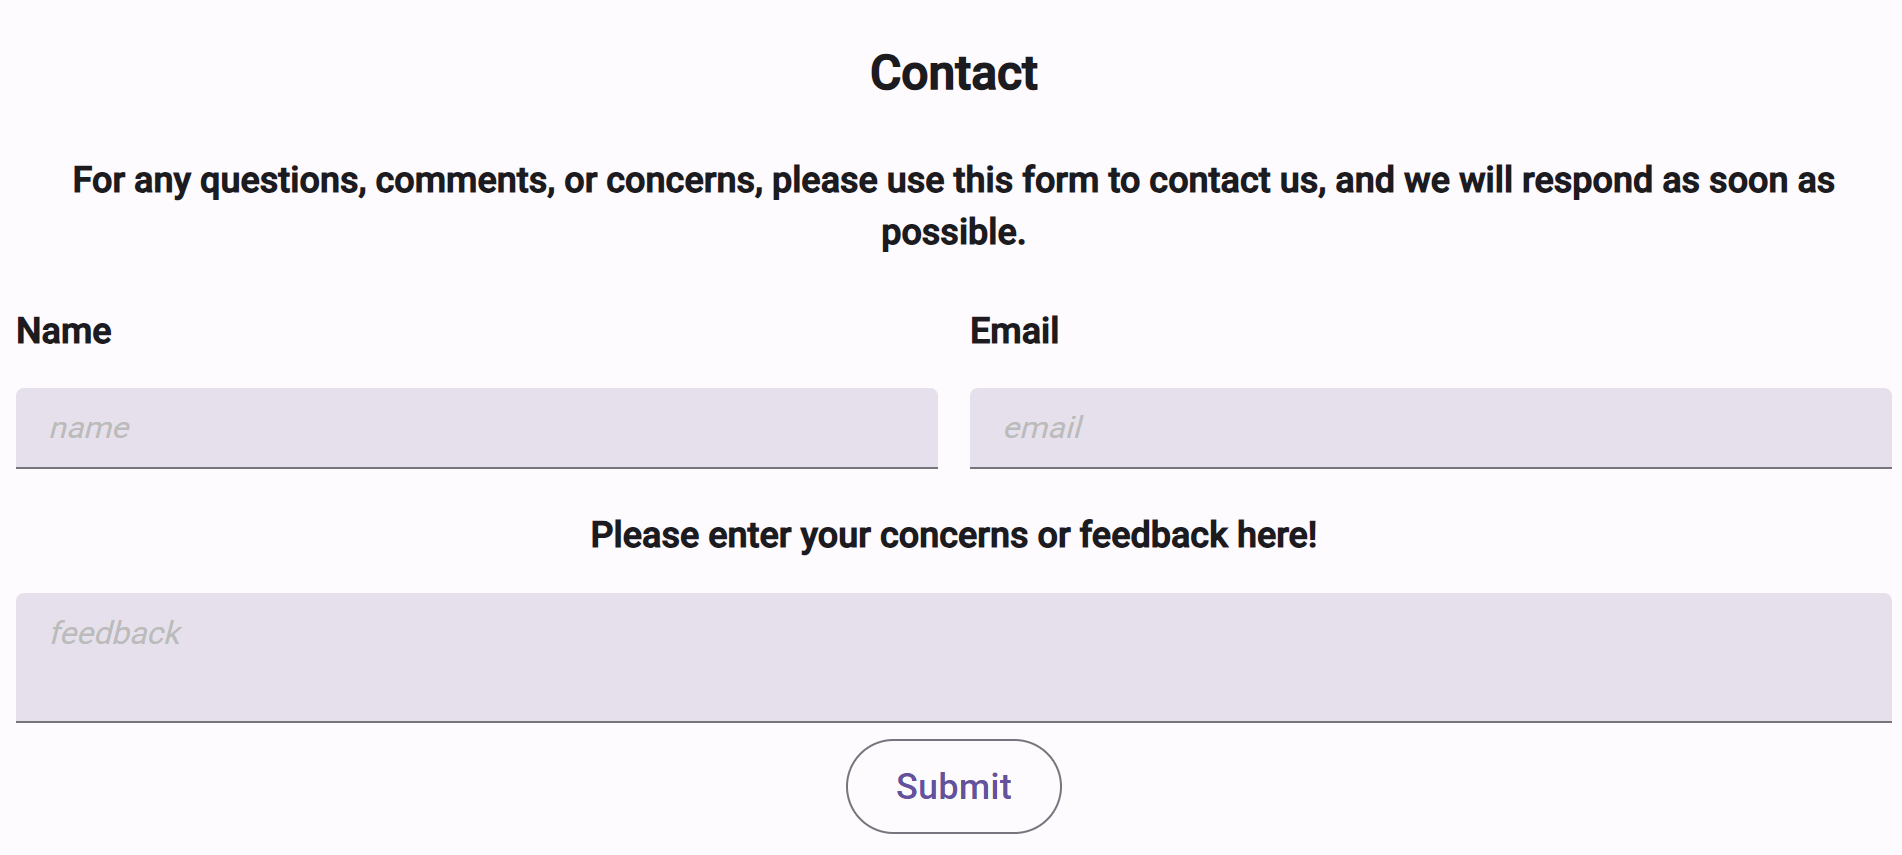 Contact
For any questions, comments, or concerns, please use this form to contact us, and we will respond as soon as
possible.
Name
Email
name
email
Please enter your concerns or feedback here!
feedback
Submit